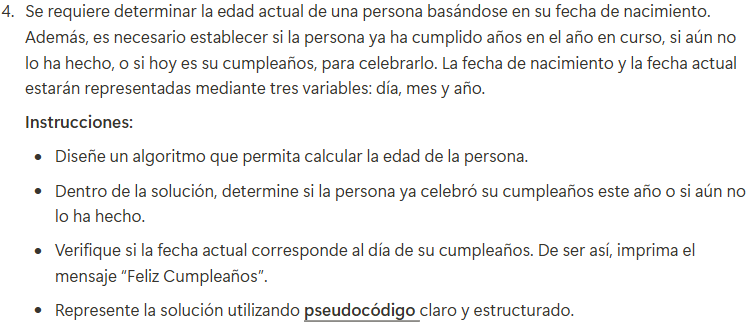 4. Se requiere determinar la edad actual de una persona basándose en su fecha de nacimiento.
Además, es necesario establecer si la persona ya ha cumplido años en el año en curso, si aún no
lo ha hecho, o si hoy es su cumpleaños, para celebrarlo. La fecha de nacimiento y la fecha actual
estarán representadas mediante tres variables: día, mes y año.
Instrucciones:
• Diseñe un algoritmo que permita calcular la edad de la persona.
• Dentro de la solución, determine si la persona ya celebró su cumpleaños este año o si aún no
lo ha hecho.
• Verifique si la fecha actual corresponde al día de su cumpleaños. De ser así, imprima el
mensaje “Feliz Cumpleaños”.
• Represente la solución utilizando pseudocódigo claro y estructurado.